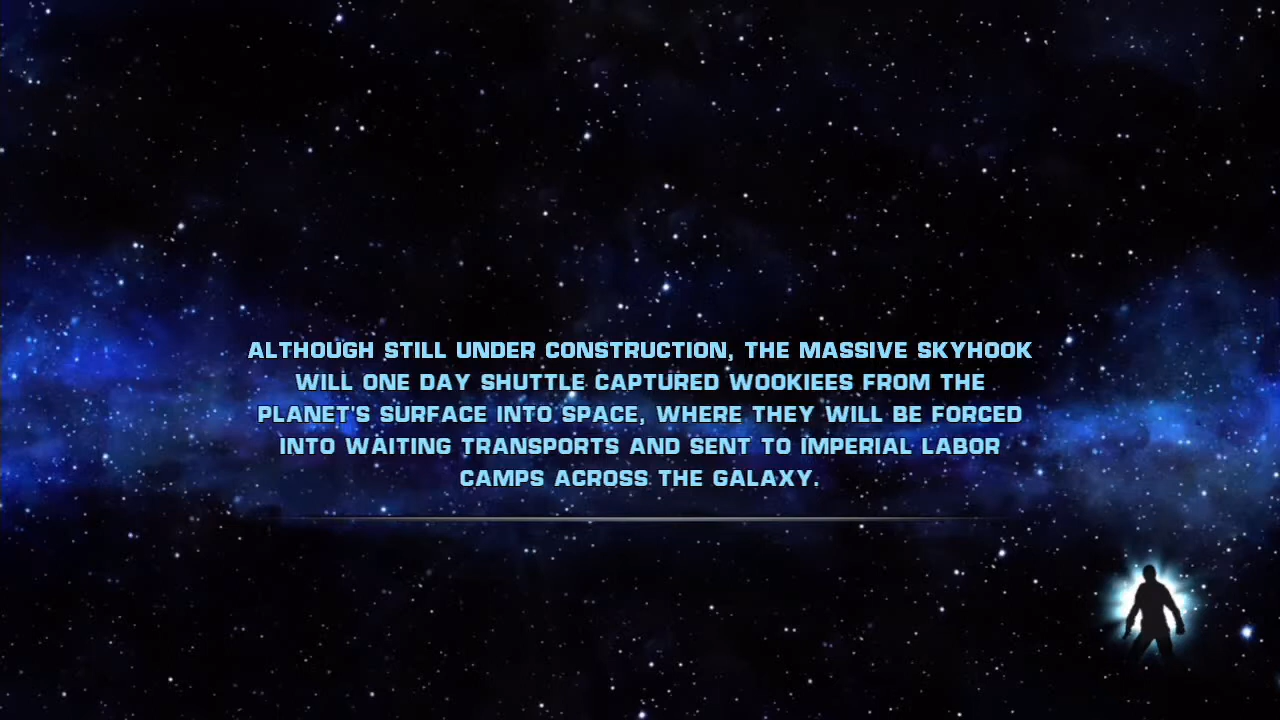 ALTHOUGH STILL UNDER CONSTRUCTION, THE MASSIVE SKYHOOK
WILL ONE DAY SHUTTLE CAPTURED WOOKIEES FROM THE
PLANET'S SURFACE INTO SPACE, WHERE THEY WILL BE FORCED
INTO WAITING TRANSPORTS AND SENT TO IMPERIAL LABOR
CAMPS ACROSS THE GALAXY.